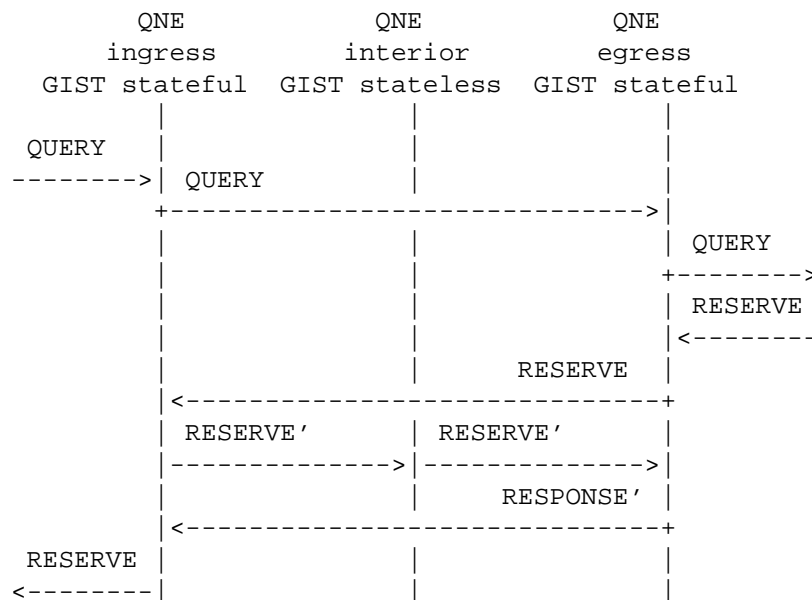 QNE QNE QNE
ingress interior egress
GIST stateful GIST stateless GIST stateful
QUERY
QUERY
QUERY
RESERVE
RESERVE
RESERVE′ RESERVE′
RESPONSE′
RESERVE